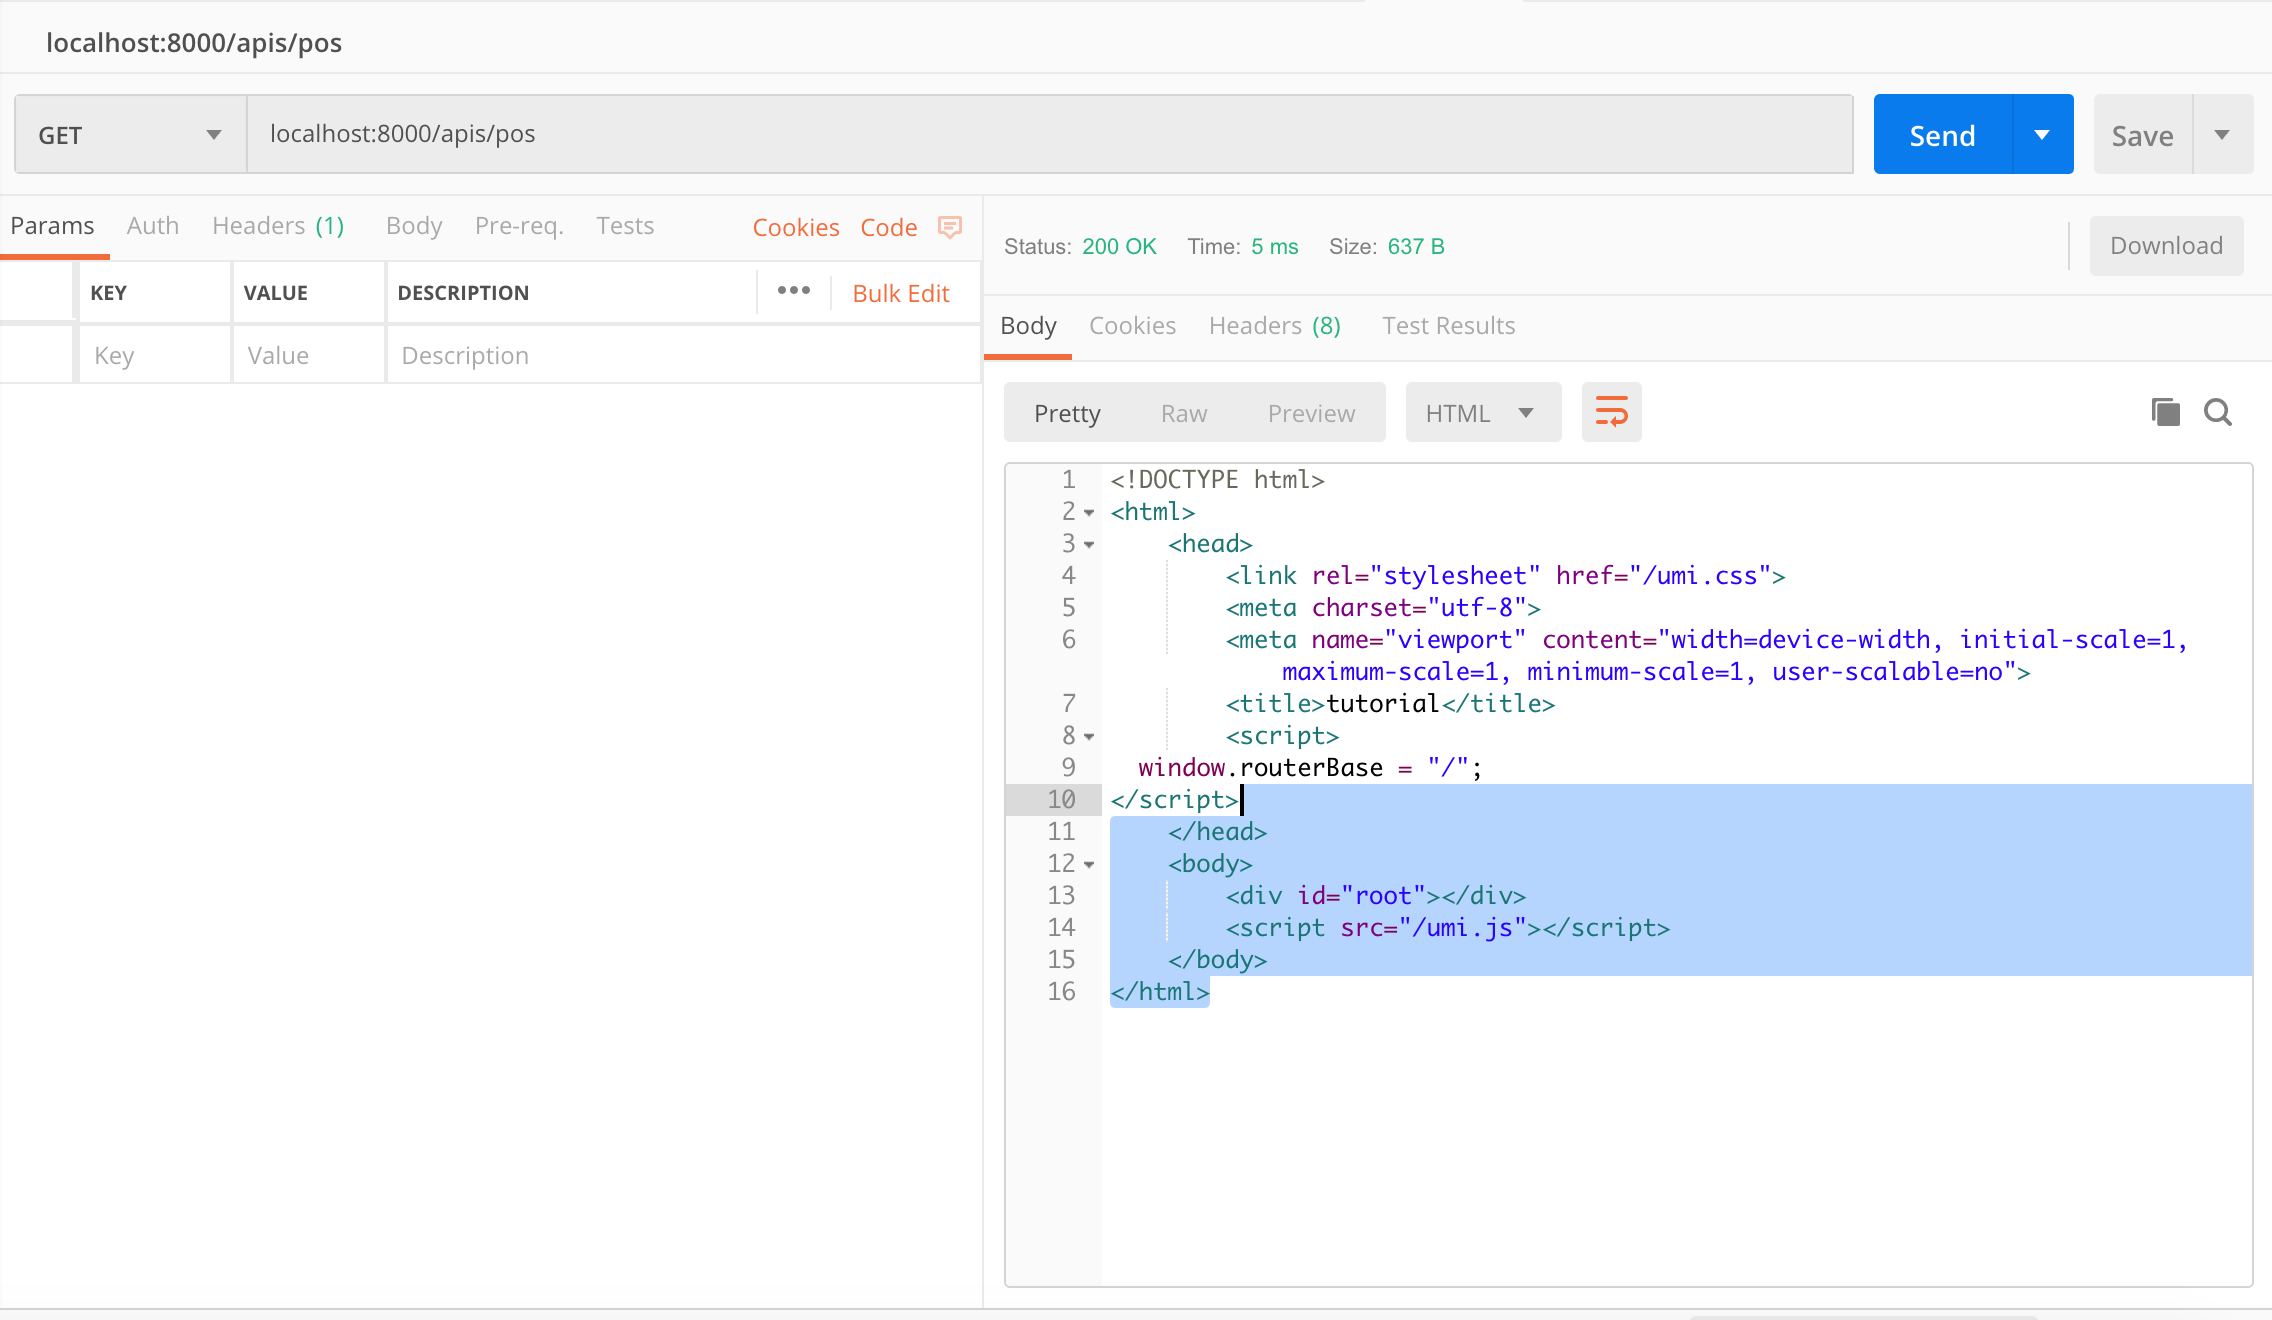 localhost:8000/apis/pos
GET localhost:8000/apis/pos Send Save
Params Auth Headers (1) Body Pre-req. Tests Cookies Code
KEY VALUE DESCRIPTION ••• Bulk Edit
Key Value Description
Status: 200 OK Time: 5 ms Size: 637 B Download
Body Cookies Headers (8) Test Results
Pretty Raw Preview HTML
1 <!DOCTYPE html>
2 <html>
3     <head>
4         <link rel="stylesheet" href="/umi.css">
5         <meta charset="utf-8">
6         <meta name="viewport" content="width=device-width, initial-scale=1,
            maximum-scale=1, minimum-scale=1, user-scalable=no">
7         <title>tutorial</title>
8         <script>
9   window.routerBase = "/";
10 </script>
11     </head>
12     <body>
13         <div id="root"></div>
14         <script src="/umi.js"></script>
15     </body>
16 </html>